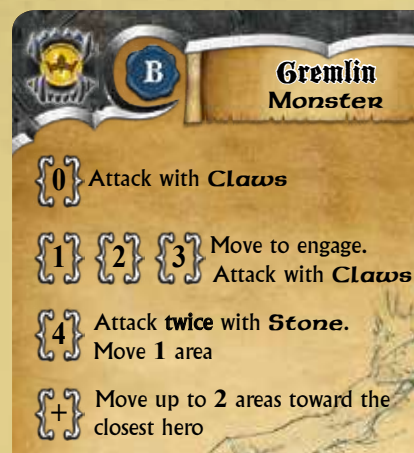 B
Gremlin
Monster
{0} Attack with Claws
{1} {2} {3} Move to engage.
Attack with Claws
{4} Attack twice with Stone.
Move 1 area
{+} Move up to 2 areas toward the
closest hero